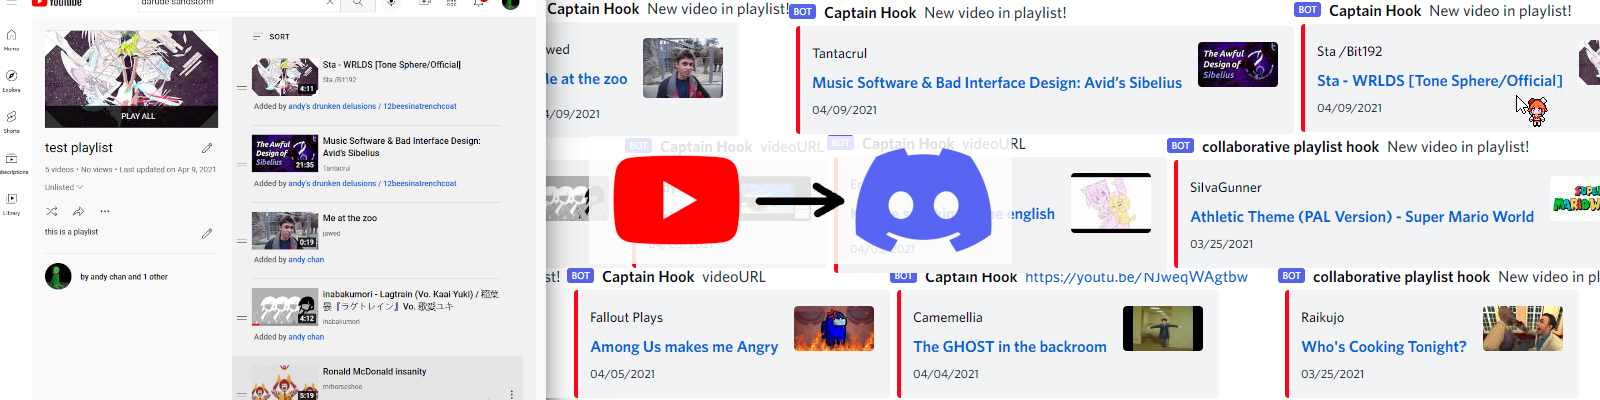 YouTube
darude sandstorm
Home
Explore
Shorts
Library
PLAY ALL
test playlist
5 videos • No views • Last updated on Apr 9, 2021
Unlisted
this is a playlist
by andy chan and 1 other
SORT
4:11
Sta - WRLDS [Tone Sphere/Official]
Sta /Bit192
Added by andy's drunken delusions / 12beesinatrenchcoat
The Awful
Design of
Sibelius
21:35
Music Software & Bad Interface Design:
Avid's Sibelius
Tantacrul
Added by andy's drunken delusions / 12beesinatrenchcoat
0:19
Me at the zoo
jawed
Added by andy chan
4:12
inabakumori - Lagtrain (Vo. Kaai Yuki) / 稲葉
曇『ラグトレイン』Vo. 歌愛ユキ
inabakumori
Added by andy chan
5:19
Ronald McDonald insanity
mrhorseshoe
Captain Hook New video in playlist!
wed
Me at the zoo
/09/2021
BOT Captain Hook New video in playlist!
Tantacrul
Music Software & Bad Interface Design: Avid's Sibelius
04/09/2021
The Awful
Design of
Sibelius
BOT Captain Hook New video in playlist!
Sta /Bit192
Sta - WRLDS [Tone Sphere/Official]
04/09/2021
BOT Captain Hook videoURL
BOT Captain Hook videoURL
english
BOT collaborative playlist hook New video in playlist!
SilvaGunner
Athletic Theme (PAL Version) - Super Mario World
03/25/2021
st!
BOT Captain Hook videoURL
Fallout Plays
Among Us makes me Angry
04/05/2021
BOT Captain Hook https://youtu.be/NJweqWAgtbw
Camemellia
The GHOST in the backroom
04/04/2021
BOT collaborative playlist hook New video in pl
Raikujo
Who's Cooking Tonight?
03/25/2021